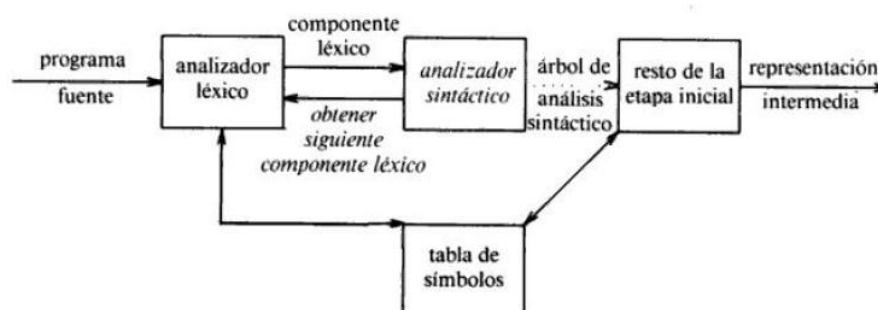 programa
fuente
analizador
léxico
componente
léxico
obtener
siguiente
componente léxico
analizador
sintáctico
árbol de
análisis
sintáctico
resto de la
etapa inicial
representación
intermedia
tabla de
símbolos